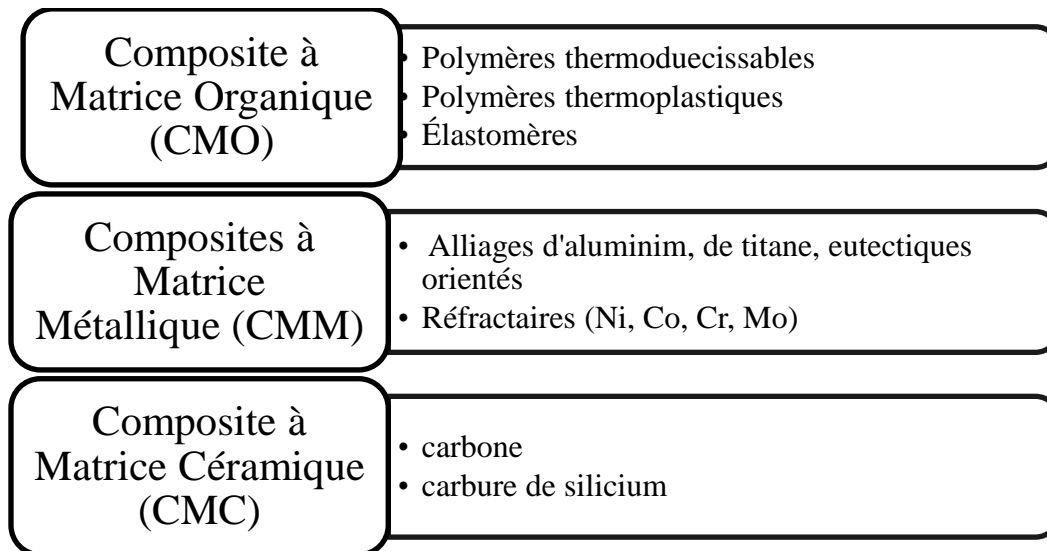 Composite à
Matrice Organique
(CMO)
• Polymères thermoduecissables
• Polymères thermoplastiques
• Élastomères
Composites à
Matrice
Métallique (CMM)
• Alliages d'aluminim, de titane, eutectiques
orientés
• Réfractaires (Ni, Co, Cr, Mo)
Composite à
Matrice Céramique
(CMC)
• carbone
• carbure de silicium